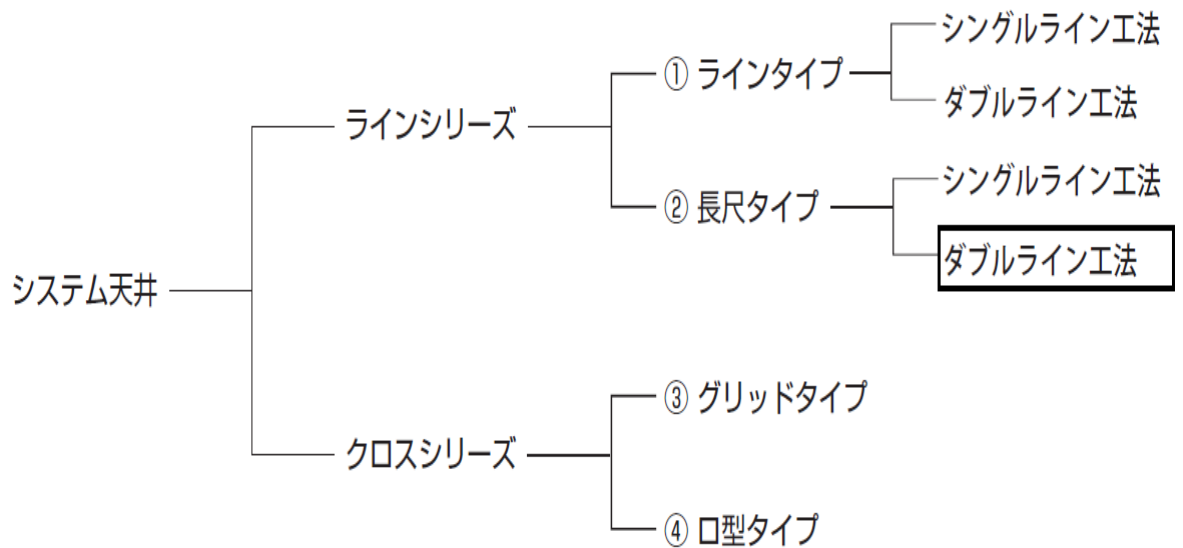 システム天井
ラインシリーズ
① ラインタイプ
シングルライン工法
ダブルライン工法
② 長尺タイプ
シングルライン工法
ダブルライン工法
クロスシリーズ
③ グリッドタイプ
④ ロ型タイプ